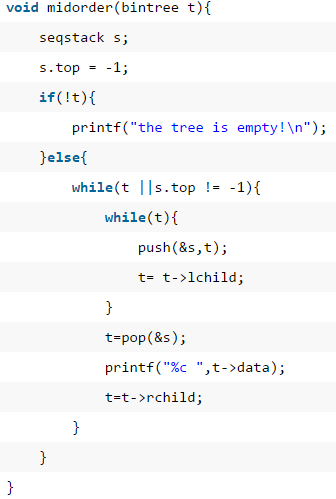 void midorder(bintree t){
    seqstack s;
    s.top = -1;
    if(!t){
        printf("the tree is empty!\n");
    }else{
        while(t ||s.top != -1){
            while(t){
                push(&s,t);
                t= t->lchild;
            }
            t=pop(&s);
            printf("%c ",t->data);
            t=t->rchild;
        }
    }
}